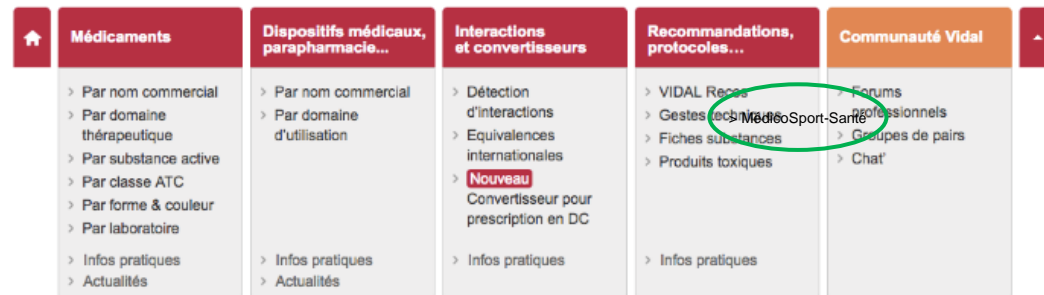 Médicaments
> Par nom commercial
> Par domaine
thérapeutique
> Par substance active
> Par classe ATC
> Par forme & couleur
> Par laboratoire
> Infos pratiques
> Actualités
Dispositifs médicaux,
parapharmacie...
> Par nom commercial
> Par domaine
d'utilisation
> Infos pratiques
> Actualités
Interactions
et convertisseurs
> Détection
d'interactions
> Equivalences
internationales
> Nouveau
Convertisseur pour
prescription en DC
> Infos pratiques
Recommandations,
protocoles...
> VIDAL Recos
> Gestes techniques
> MédicoSport-Santé
> Fiches substances
> Produits toxiques
> Infos pratiques
Communauté Vidal
> Forums
professionnels
> Groupes de pairs
> Chat'